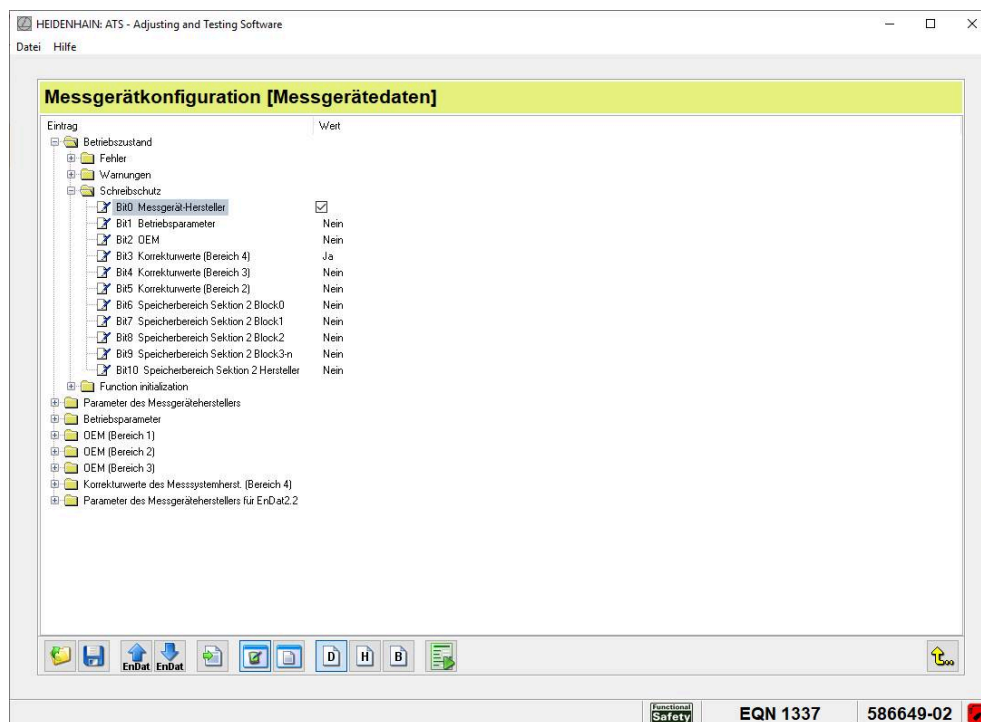 HEIDENHAIN: ATS - Adjusting and Testing Software
Datei Hilfe
Messgerätkonfiguration [Messgerätedaten]
Eintrag Wert
Betriebszustand
Fehler
Warnungen
Schreibschutz
Bit0 Messgerät-Hersteller
Bit1 Betriebsparameter Nein
Bit2 OEM Nein
Bit3 Korrekturwerte (Bereich 4) Ja
Bit4 Korrekturwerte (Bereich 3) Nein
Bit5 Korrekturwerte (Bereich 2) Nein
Bit6 Speicherbereich Sektion 2 Block0 Nein
Bit7 Speicherbereich Sektion 2 Block1 Nein
Bit8 Speicherbereich Sektion 2 Block2 Nein
Bit9 Speicherbereich Sektion 2 Block3-n Nein
Bit10 Speicherbereich Sektion 2 Hersteller Nein
Function initialization
Parameter des Messgeräteherstellers
Betriebsparameter
OEM (Bereich 1)
OEM (Bereich 2)
OEM (Bereich 3)
Korrekturwerte des Messsystemherst. (Bereich 4)
Parameter des Messgeräteherstellers für EnDat2.2
EnDat EnDat D H B
Functional
Safety EQN 1337 586649-02